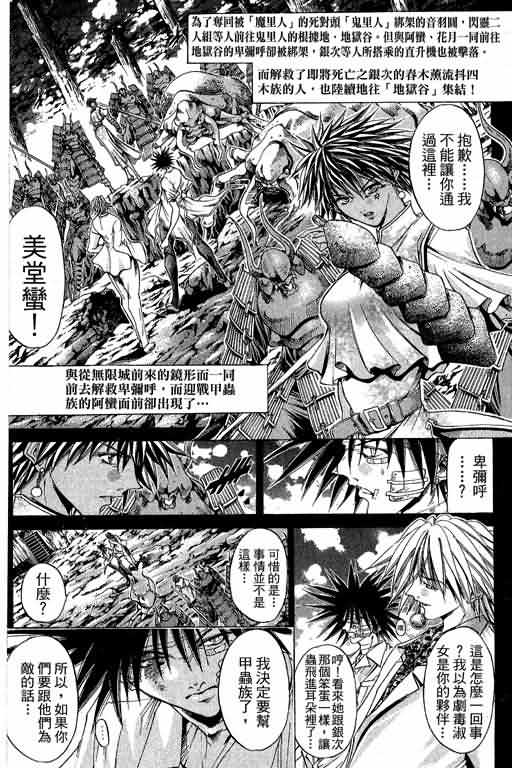 為了奪回被「魔里人」的死對頭「鬼里人」綁架的音羽圓，閃靈二
人組等人前往鬼里人的根據地．地獄谷。但與阿蠻、花月一同前往
地獄谷的卑彌呼卻被綁架，銀次等人所搭乘的直升機也被擊落。
而解救了即將死亡之銀次的春木薰流抖四
木族的人，也陸續地往「地獄谷」集結！
抱歉……我
不能讓你通
過這裡…
美堂蠻！
與從無限城前來的鏡形而一同
前去解救卑彌呼，而迎戰甲蟲
族的阿蠻面前卻出現了…
卑彌呼
……？
這是怎麼一回事
？我以為劇毒淑
女是你的夥伴…
哼！看來她跟銀次
那個笨蛋一樣，讓
蟲飛進耳朵裡了…
可惜的是
事情並不是
這樣…
什麼？
我決定要幫
甲蟲族了，
所以，如果你
們要跟他們為
敵的話…